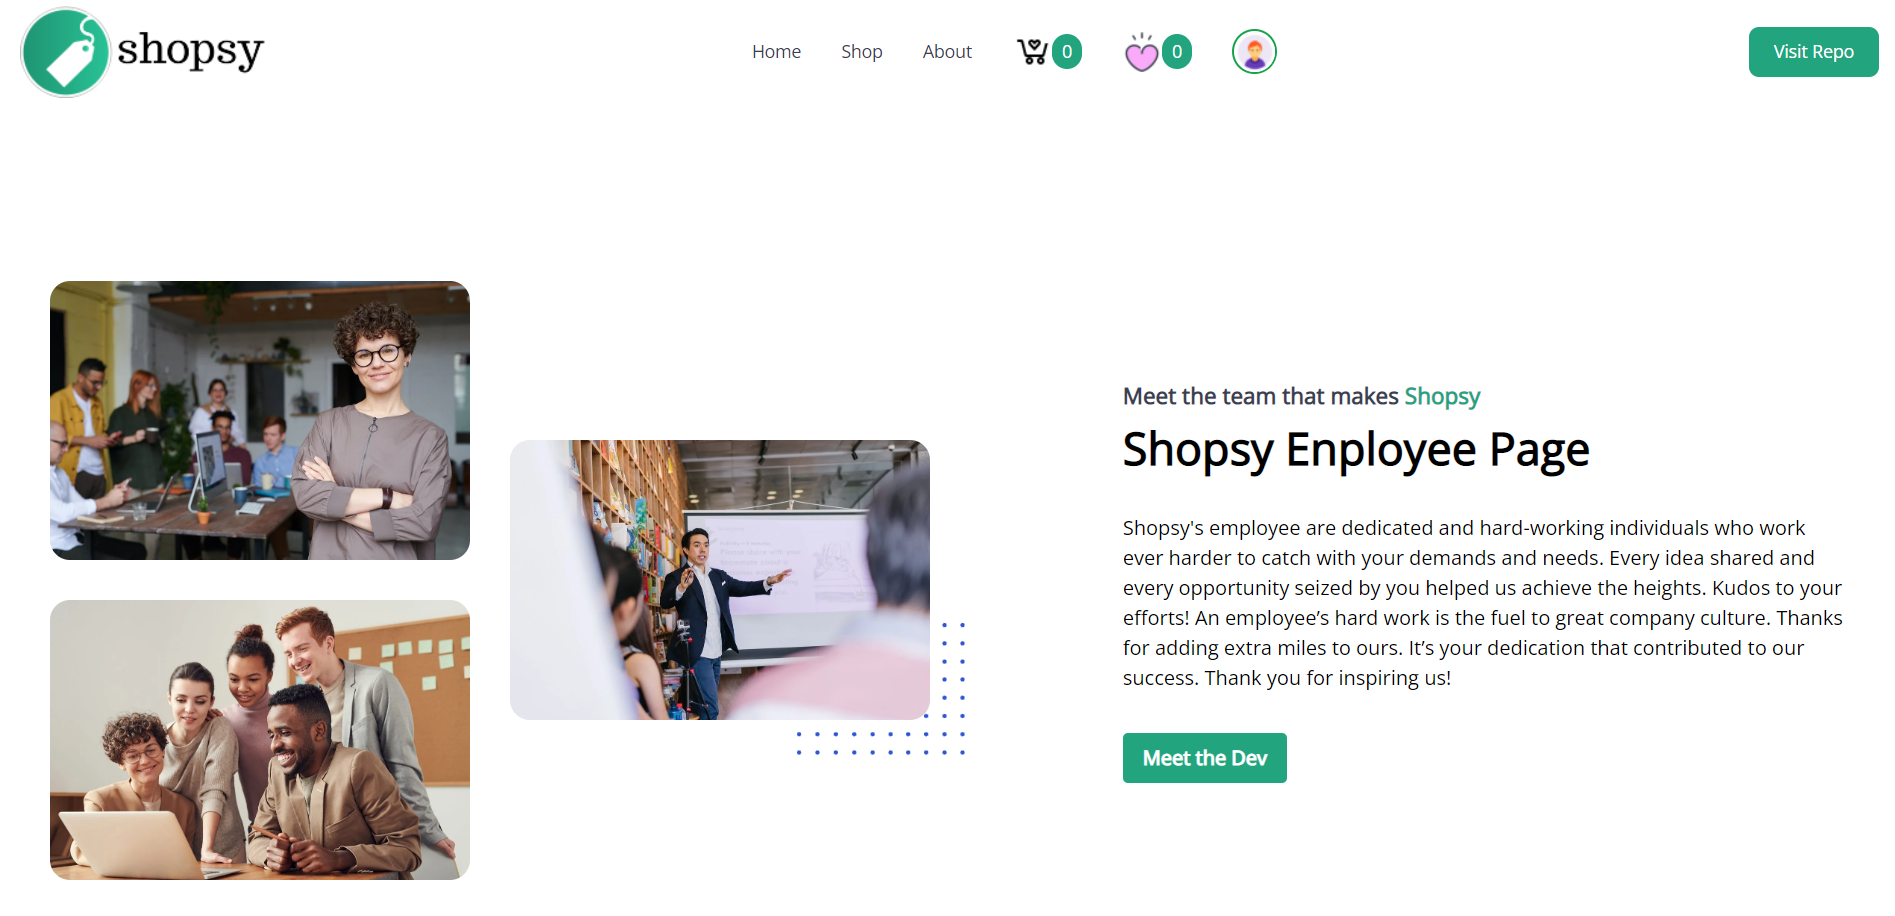 shopsy
Home
Shop
About
0
0
Visit Repo
Meet the team that makes Shopsy
Shopsy Enployee Page
Shopsy's employee are dedicated and hard-working individuals who work
ever harder to catch with your demands and needs. Every idea shared and
every opportunity seized by you helped us achieve the heights. Kudos to your
efforts! An employee’s hard work is the fuel to great company culture. Thanks
for adding extra miles to ours. It’s your dedication that contributed to our
success. Thank you for inspiring us!
Meet the Dev